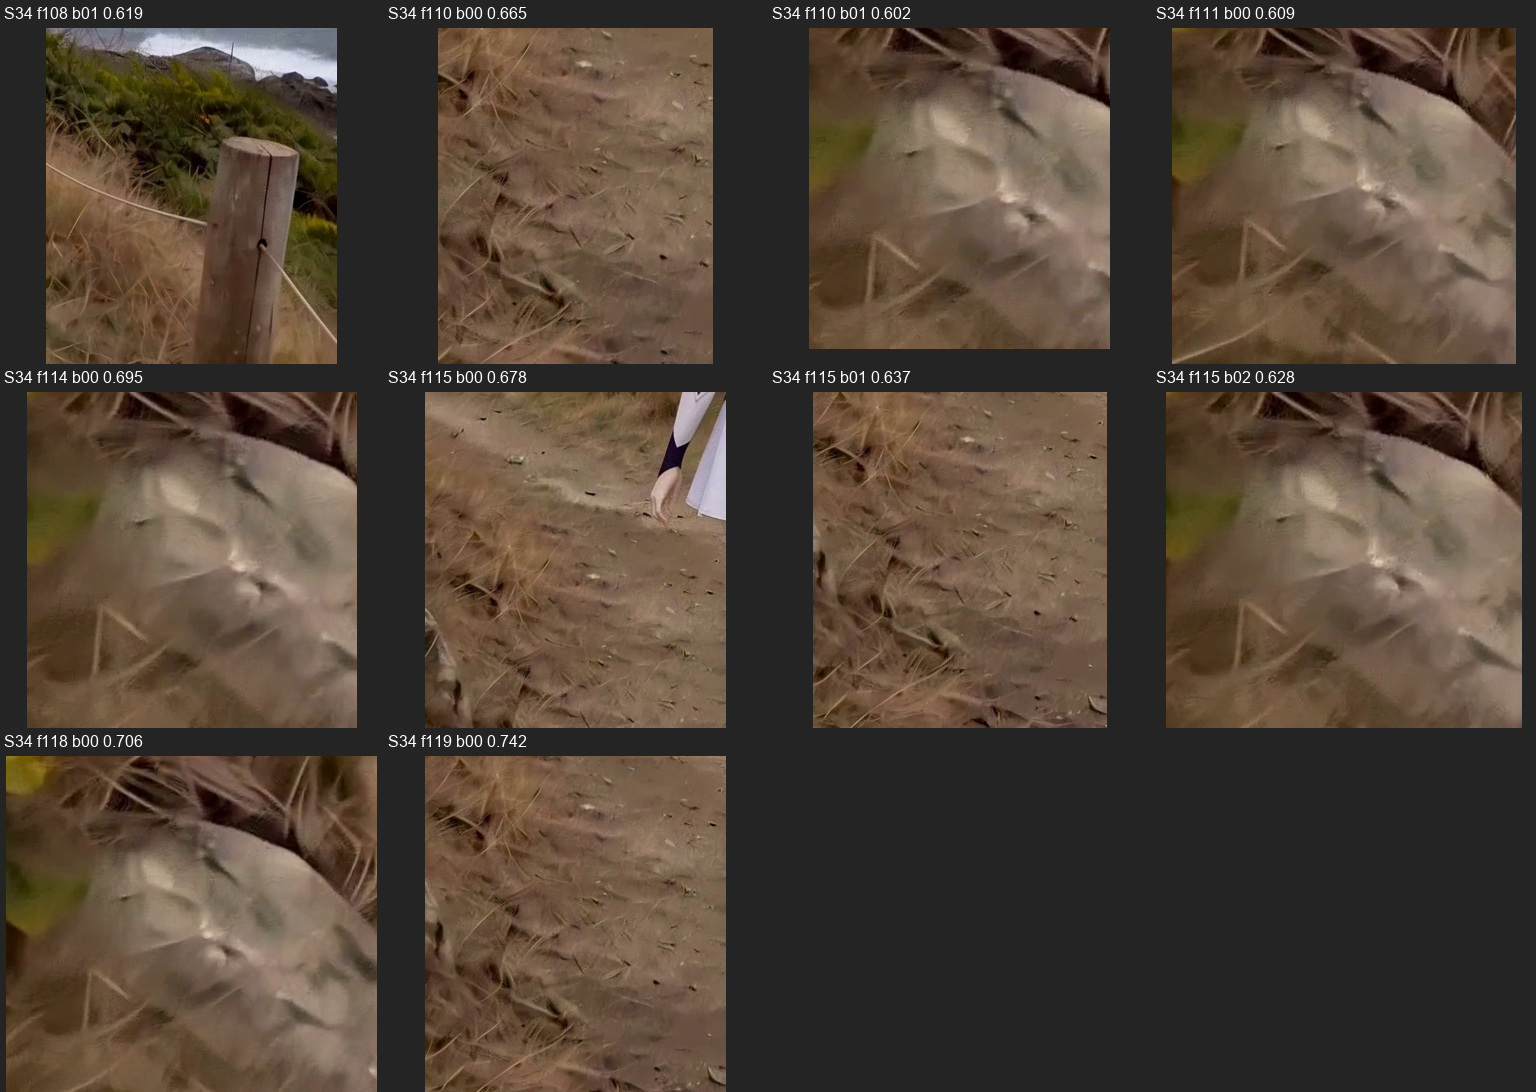 S34 f108 b01 0.619
S34 f110 b00 0.665
S34 f110 b01 0.602
S34 f111 b00 0.609
S34 f114 b00 0.695
S34 f115 b00 0.678
S34 f115 b01 0.637
S34 f115 b02 0.628
S34 f118 b00 0.706
S34 f119 b00 0.742